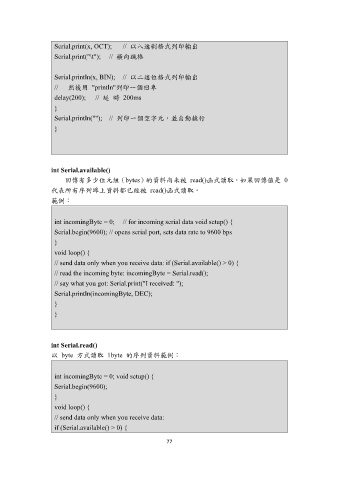 Serial.print(x, OCT); // 以八進制格式列印輸出
Serial.print("\t"); // 橫向跳格
Serial.println(x, BIN); // 以二進位格式列印輸出
// 然後用 "println"列印一個回車
delay(200); // 延 時 200ms
}
Serial.println(""); // 列印一個空字元，並自動換行
}
int Serial.available()
回傳有多少位元組（bytes）的資料尚未被 read()函式讀取，如果回傳值是 0
代表所有序列埠上資料都已經被 read()函式讀取。
範例：
int incomingByte = 0; // for incoming serial data void setup() {
Serial.begin(9600); // opens serial port, sets data rate to 9600 bps
}
void loop() {
// send data only when you receive data: if (Serial.available() > 0) {
// read the incoming byte: incomingByte = Serial.read();
// say what you got: Serial.print("I received: ");
Serial.println(incomingByte, DEC);
}
}
int Serial.read()
以 byte 方式讀取 1byte 的序列資料範例：
int incomingByte = 0; void setup() {
Serial.begin(9600);
}
void loop() {
// send data only when you receive data:
if (Serial.available() > 0) {
77